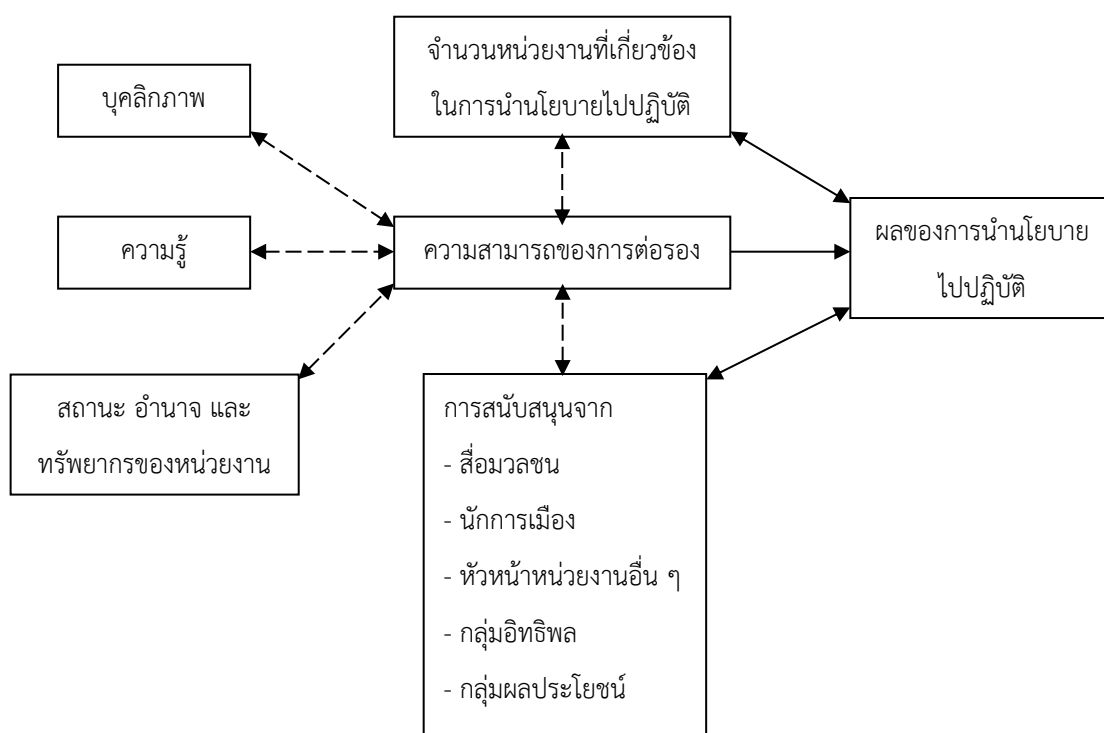 จำนวนหน่วยงานที่เกี่ยวข้อง
ในการนำนโยบายไปปฏิบัติ
บุคลิกภาพ
ความรู้
ความสามารถของการต่อรอง
ผลของการนำนโยบาย
ไปปฏิบัติ
สถานะ อำนาจ และ
ทรัพยากรของหน่วยงาน
การสนับสนุนจาก
- สื่อมวลชน
- นักการเมือง
- หัวหน้าหน่วยงานอื่น ๆ
- กลุ่มอิทธิพล
- กลุ่มผลประโยชน์